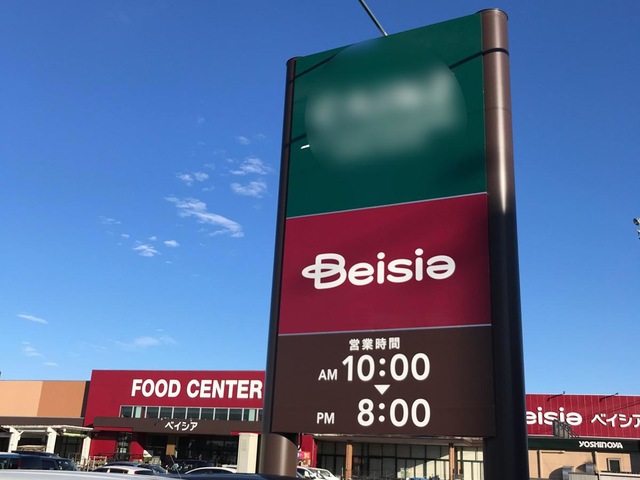 Beisia
営業時間
AM 10:00
PM 8:00
FOOD CENTER
ベイシア
eisia ベイシア
YOSHINOYA